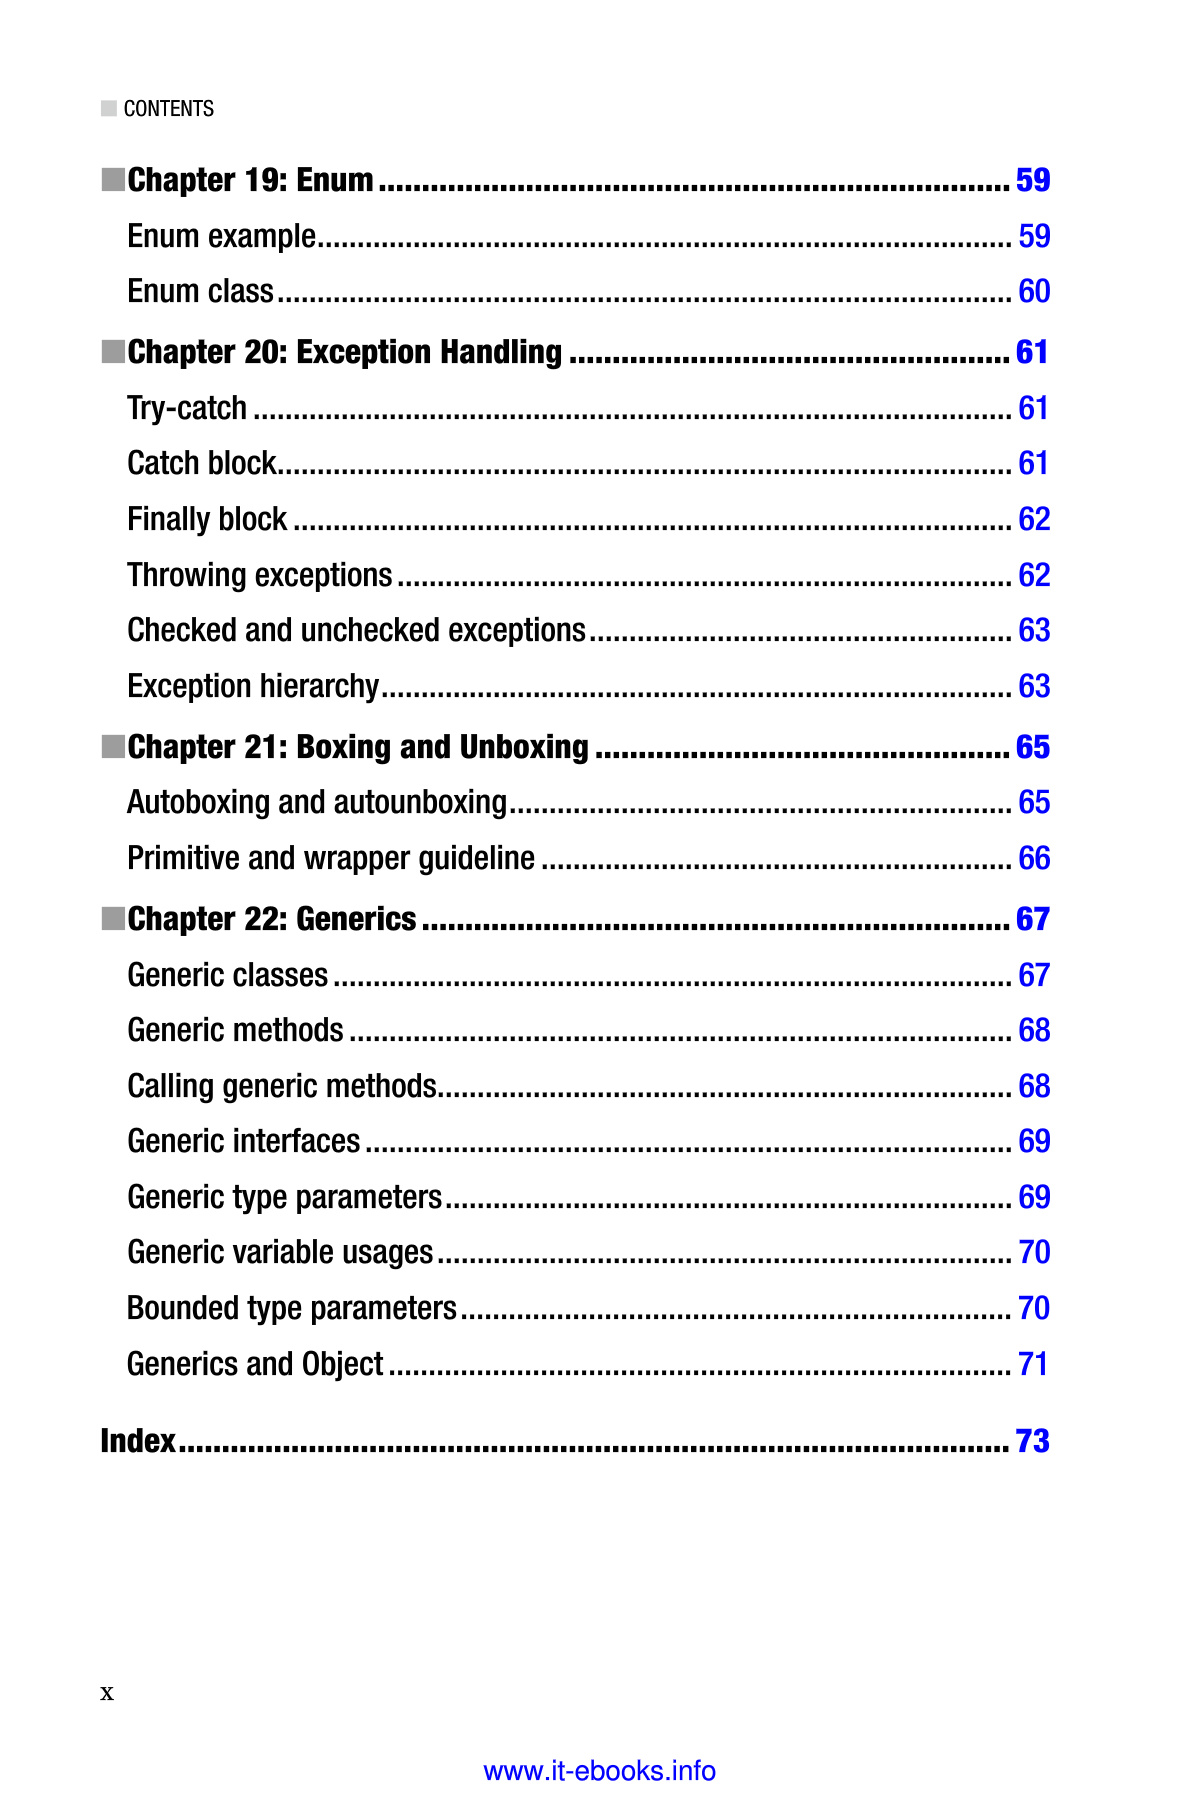 CONTENTS
Chapter 19: Enum ........................................................................ 59
Enum example...................................................................................... 59
Enum class ........................................................................................... 60
Chapter 20: Exception Handling .................................................. 61
Try-catch .............................................................................................. 61
Catch block........................................................................................... 61
Finally block ......................................................................................... 62
Throwing exceptions ............................................................................ 62
Checked and unchecked exceptions .................................................... 63
Exception hierarchy.............................................................................. 63
Chapter 21: Boxing and Unboxing ............................................... 65
Autoboxing and autounboxing.............................................................. 65
Primitive and wrapper guideline .......................................................... 66
Chapter 22: Generics ................................................................... 67
Generic classes .................................................................................... 67
Generic methods .................................................................................. 68
Calling generic methods....................................................................... 68
Generic interfaces ................................................................................ 69
Generic type parameters ...................................................................... 69
Generic variable usages ....................................................................... 70
Bounded type parameters .................................................................... 70
Generics and Object ............................................................................. 71
Index............................................................................................... 73
x
www.it-ebooks.info